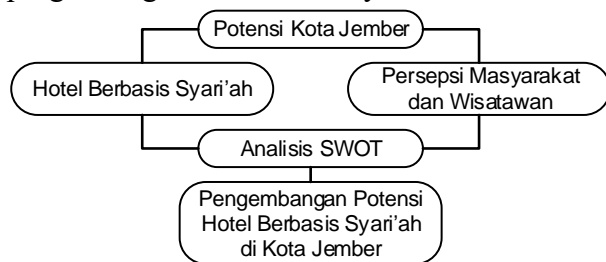 Potensi Kota Jember
Hotel Berbasis Syari'ah
Persepsi Masyarakat
dan Wisatawan
Analisis SWOT
Pengembangan Potensi
Hotel Berbasis Syari'ah
di Kota Jember